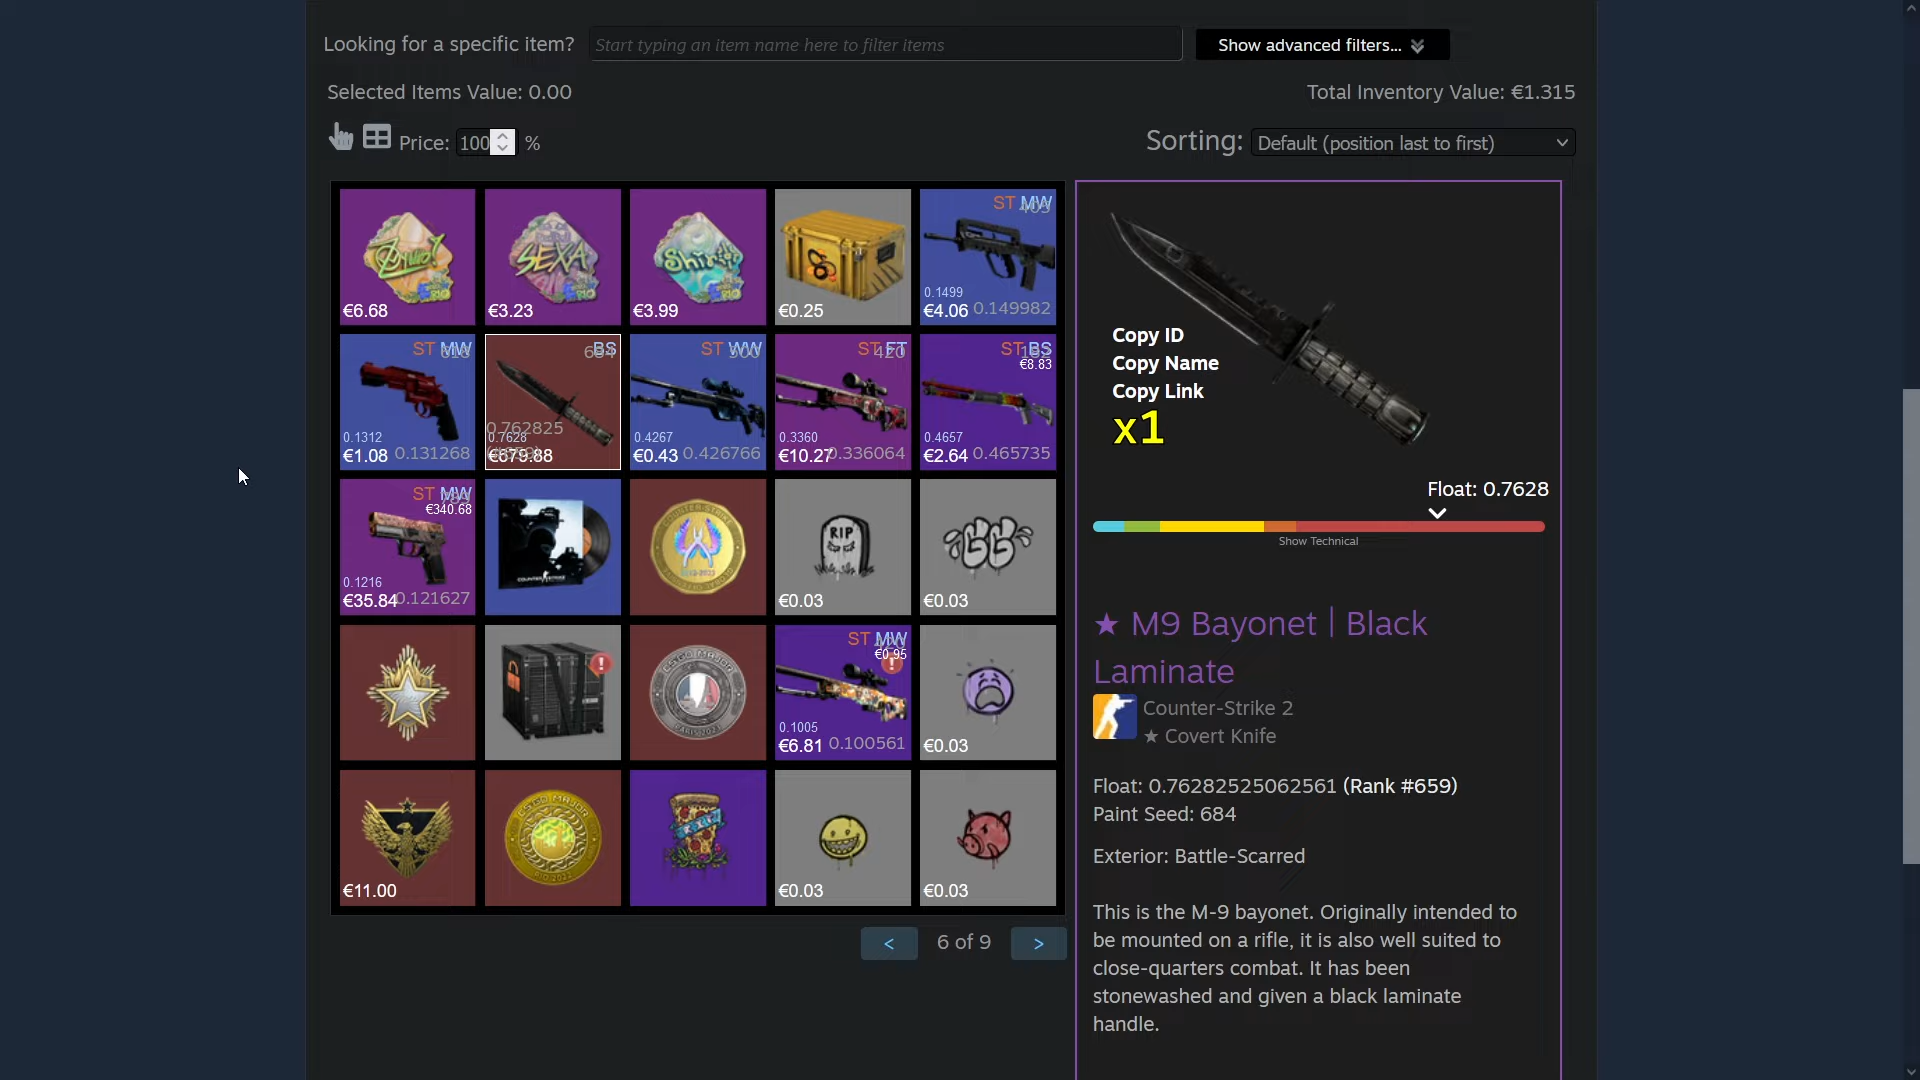 Looking for a specific item?
Start typing an item name here to filter items
Show advanced filters...
Selected Items Value: 0.00
Total Inventory Value: €1.315
Price: 100 %
Sorting: Default (position last to first)
€6.68
€3.23
€3.99
€0.25
ST MW
0.1499
€4.06 0.149982
ST MW
0.1312
€1.08 0.131268
BS
684
0.762825
0.7628
€679.88
ST WW
0.4267
€0.43 0.426766
ST FT
420
0.3360
€10.27 0.336064
ST BS
€8.83
0.4657
€2.64 0.465735
ST MW
€340.68
0.1216
€35.84 0.121627
COUNTER-STRIKE
RIP
€0.03
GG
€0.03
ST MW
€0.95
0.1005
€6.81 0.100561
€0.03
€11.00
€0.03
€0.03
< 6 of 9 >
Copy ID
Copy Name
Copy Link
x1
Float: 0.7628
Show Technical
★ M9 Bayonet | Black
Laminate
Counter-Strike 2
★ Covert Knife
Float: 0.76282525062561 (Rank #659)
Paint Seed: 684
Exterior: Battle-Scarred
This is the M-9 bayonet. Originally intended to
be mounted on a rifle, it is also well suited to
close-quarters combat. It has been
stonewashed and given a black laminate
handle.